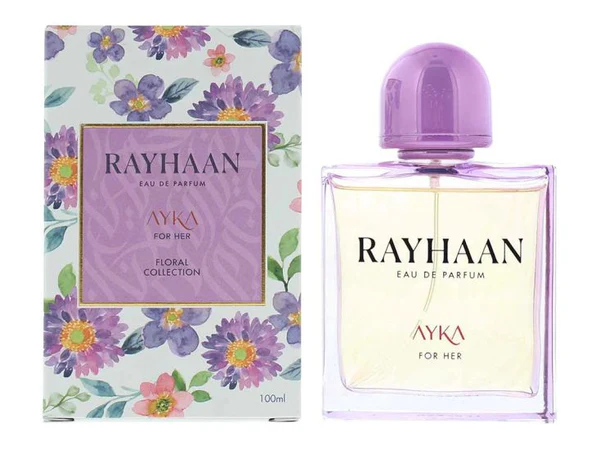 RAYHAAN
EAU DE PARFUM
AYKA
FOR HER
FLORAL
COLLECTION
100ml
RAYHAAN
EAU DE PARFUM
AYKA
FOR HER